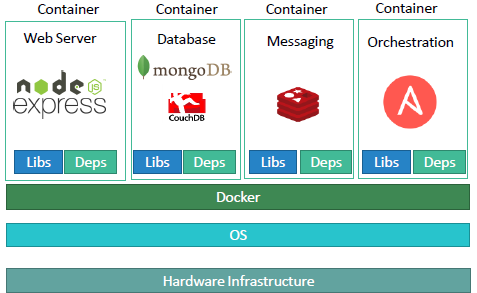 Container
Container
Container
Container
Web Server
Database
Messaging
Orchestration
node
JS
express
mongoDB
CouchDB
A
Libs
Deps
Libs
Deps
Libs
Deps
Libs
Deps
Docker
OS
Hardware Infrastructure